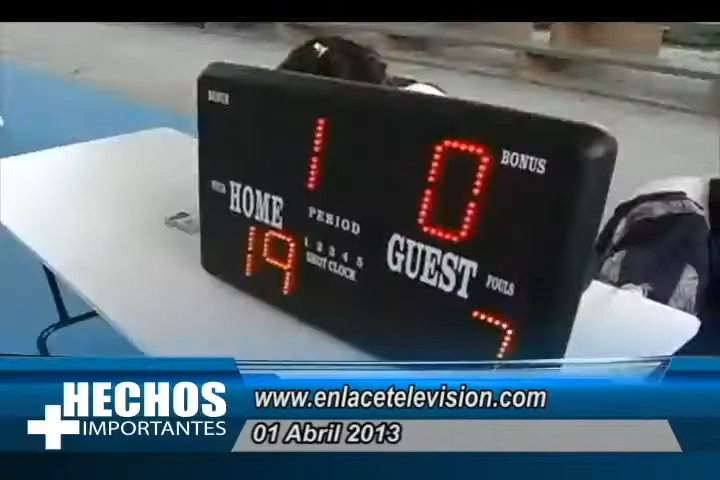 BONUS
1 0 BONUS
HOME
PERIOD
1 2 3 4 5
SHOT CLOCK
GUEST FOULS
19
7
HECHOS
+IMPORTANTES
www.enlacetelevision.com
01 Abril 2013